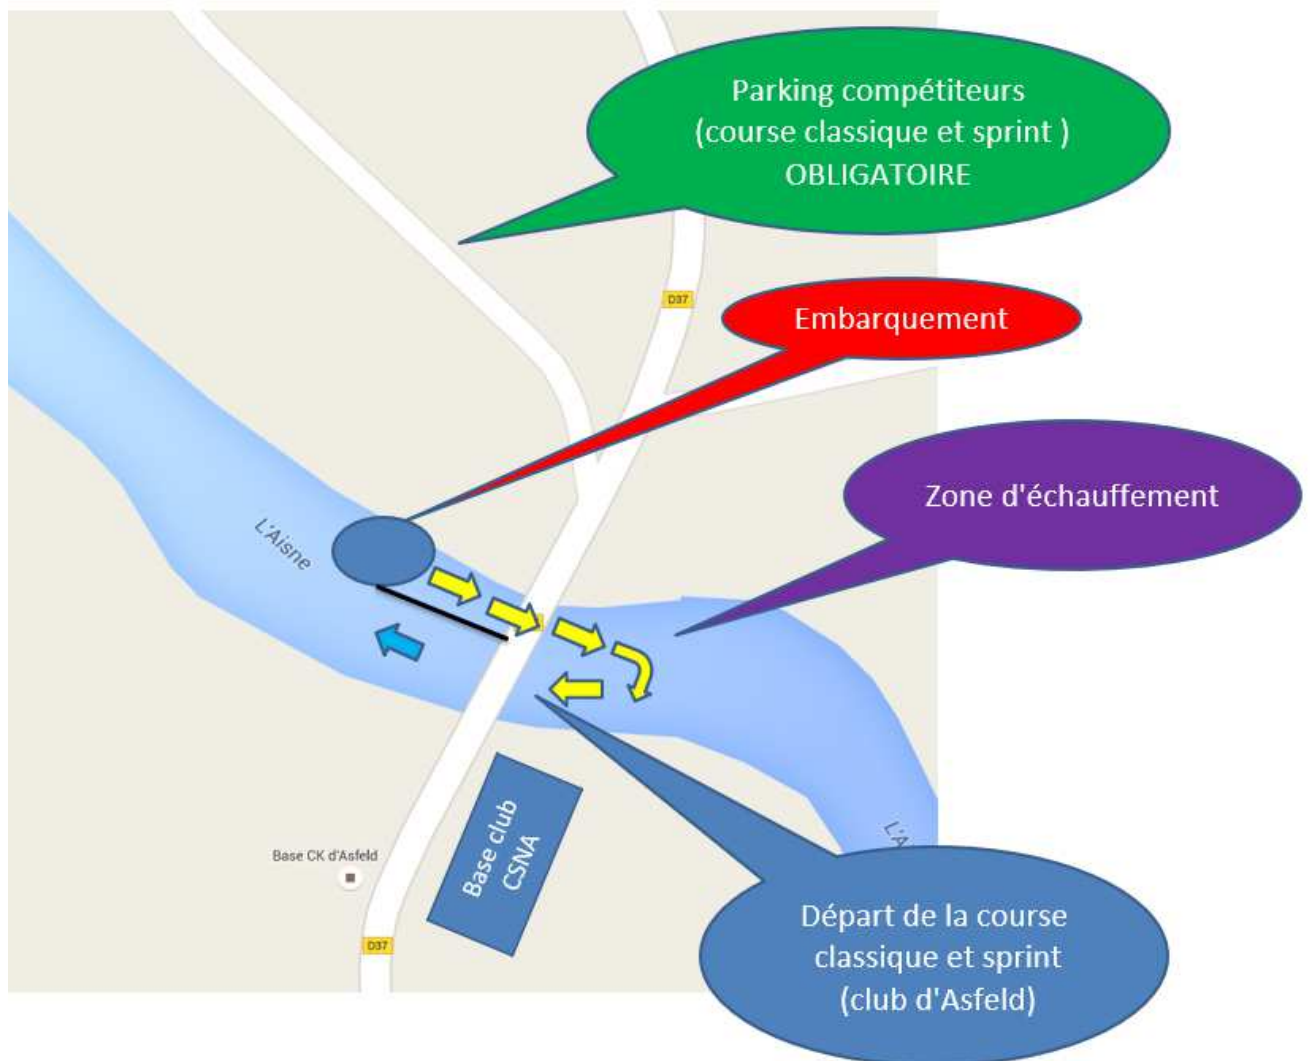 Parking compétiteurs
(course classique et sprint )
OBLIGATOIRE
D37
Embarquement
Zone d'échauffement
L'Aisne
Base club
CSNA
Base CK d'Asfeld
D37
Départ de la course
classique et sprint
(club d'Asfeld)